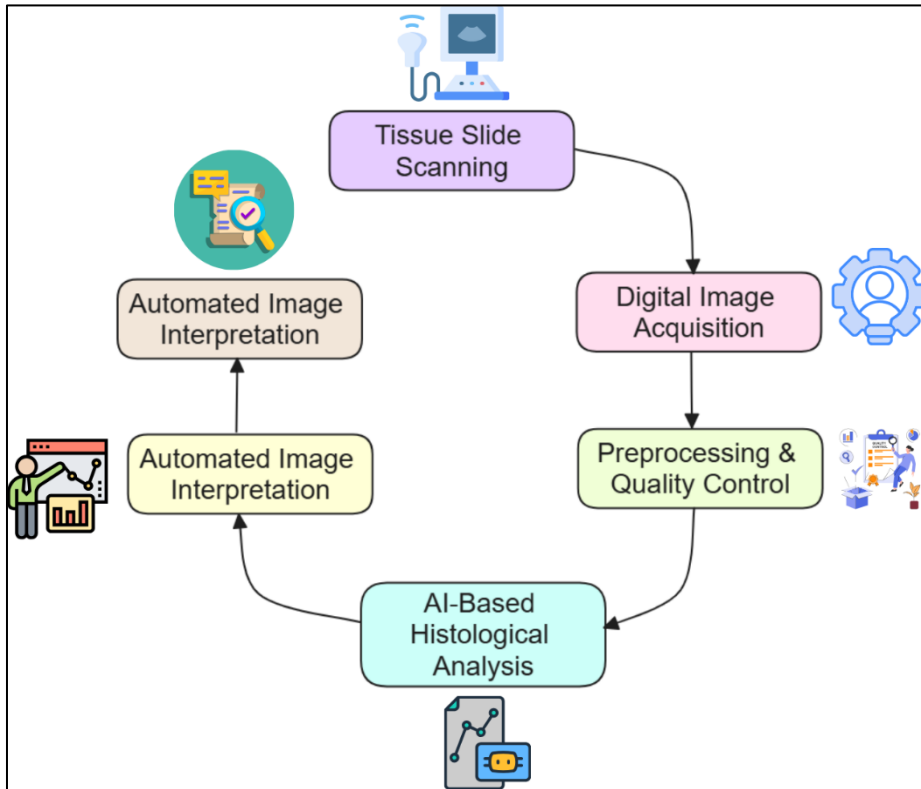 Tissue Slide
Scanning
Digital Image
Acquisition
Preprocessing &
Quality Control
AI-Based
Histological
Analysis
Automated Image
Interpretation
Automated Image
Interpretation